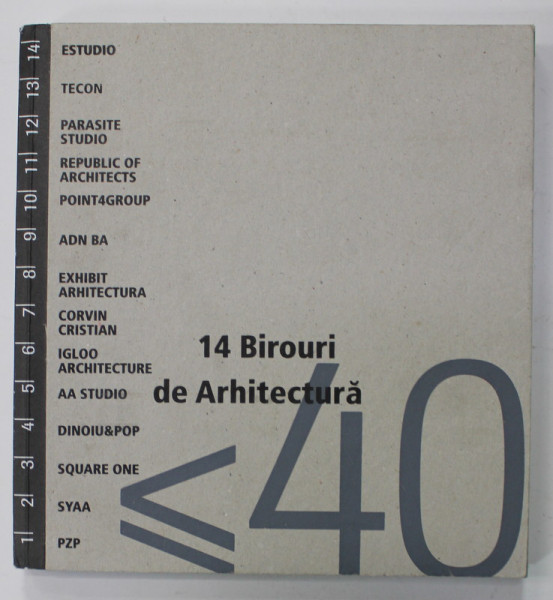 14
ESTUDIO
13
TECON
12
PARASITE
STUDIO
11
REPUBLIC OF
ARCHITECTS
10
POINT4GROUP
9
ADN BA
8
EXHIBIT
ARHITECTURA
7
CORVIN
CRISTIAN
6
IGLOO
ARCHITECTURE
5
AA STUDIO
4
DINOIU&POP
3
SQUARE ONE
2
SYAA
1
PZP
14 Birouri
de Arhitectură
≤40